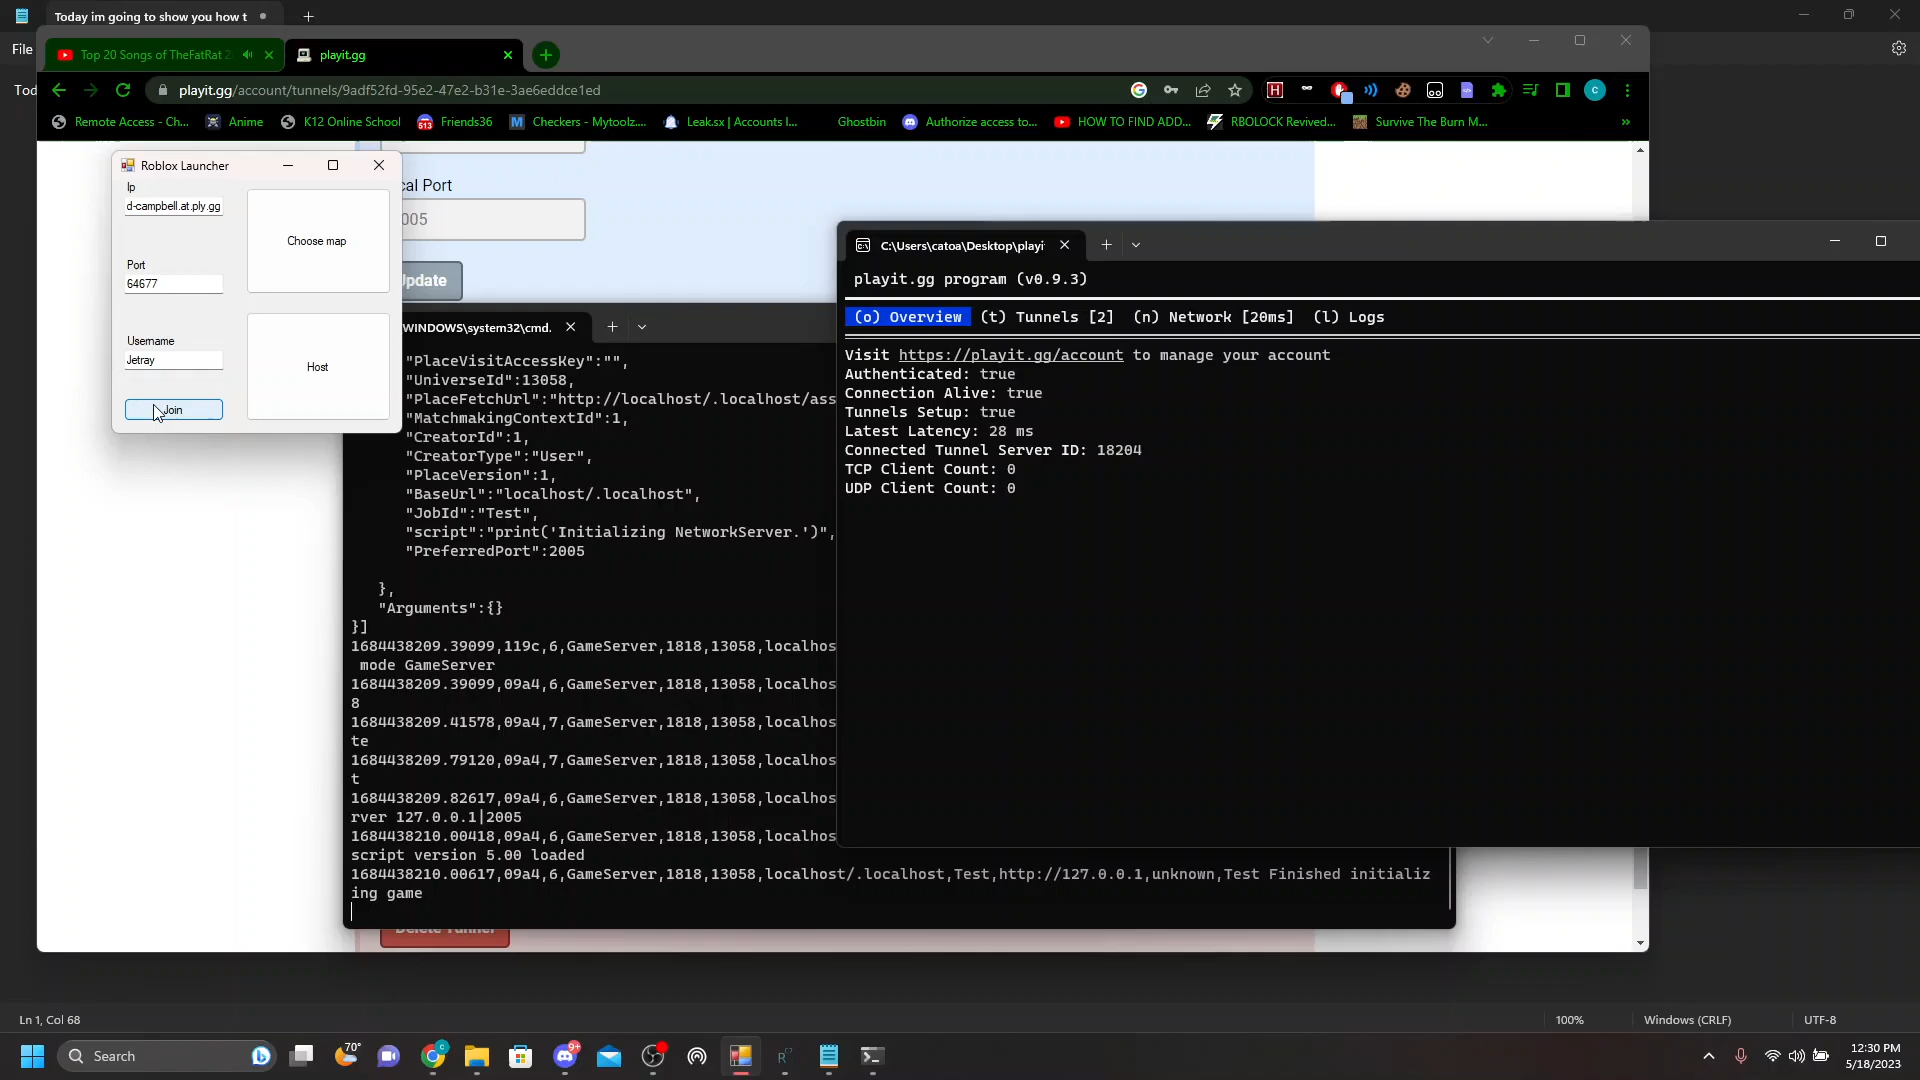 Today im going to show you how t
File
Tod
Top 20 Songs of TheFatRat 2
playit.gg
playit.gg/account/tunnels/9adf52fd-95e2-47e2-b31e-3ae6eddce1ed
Remote Access - Ch...
Anime
K12 Online School
Friends36
Checkers - Mytoolz....
Leak.sx | Accounts l...
Ghostbin
Authorize access to...
HOW TO FIND ADD...
RBOLOCK Revived...
Survive The Burn M...
»
Roblox Launcher
Ip
d-campbell.at.ply.gg
Choose map
Port
64677
Username
Jetray
Host
Join
cal Port
005
Update
WINDOWS\system32\cmd.
"PlaceVisitAccessKey":"",
"UniverseId":13058,
"PlaceFetchUrl":"http://localhost/.localhost/ass
"MatchmakingContextId":1,
"CreatorId":1,
"CreatorType":"User",
"PlaceVersion":1,
"BaseUrl":"localhost/.localhost",
"JobId":"Test",
"script":"print('Initializing NetworkServer.')",
"PreferredPort":2005
},
"Arguments":{}
}]
1684438209.39099,119c,6,GameServer,1818,13058,localhos
mode GameServer
1684438209.39099,09a4,6,GameServer,1818,13058,localhos
8
1684438209.41578,09a4,7,GameServer,1818,13058,localhos
te
1684438209.79120,09a4,7,GameServer,1818,13058,localhos
t
1684438209.82617,09a4,6,GameServer,1818,13058,localhos
rver 127.0.0.1|2005
1684438210.00418,09a4,6,GameServer,1818,13058,localhos
script version 5.00 loaded
1684438210.00617,09a4,6,GameServer,1818,13058,localhost/.localhost,Test,http://127.0.0.1,unknown,Test Finished initializ
ing game
C:\Users\catoa\Desktop\playi
playit.gg program (v0.9.3)
(o) Overview (t) Tunnels [2] (n) Network [20ms] (l) Logs
Visit https://playit.gg/account to manage your account
Authenticated: true
Connection Alive: true
Tunnels Setup: true
Latest Latency: 28 ms
Connected Tunnel Server ID: 18204
TCP Client Count: 0
UDP Client Count: 0
Delete Tunnel
Ln 1, Col 68
100%
Windows (CRLF)
UTF-8
Search
70°
9+
12:30 PM
5/18/2023